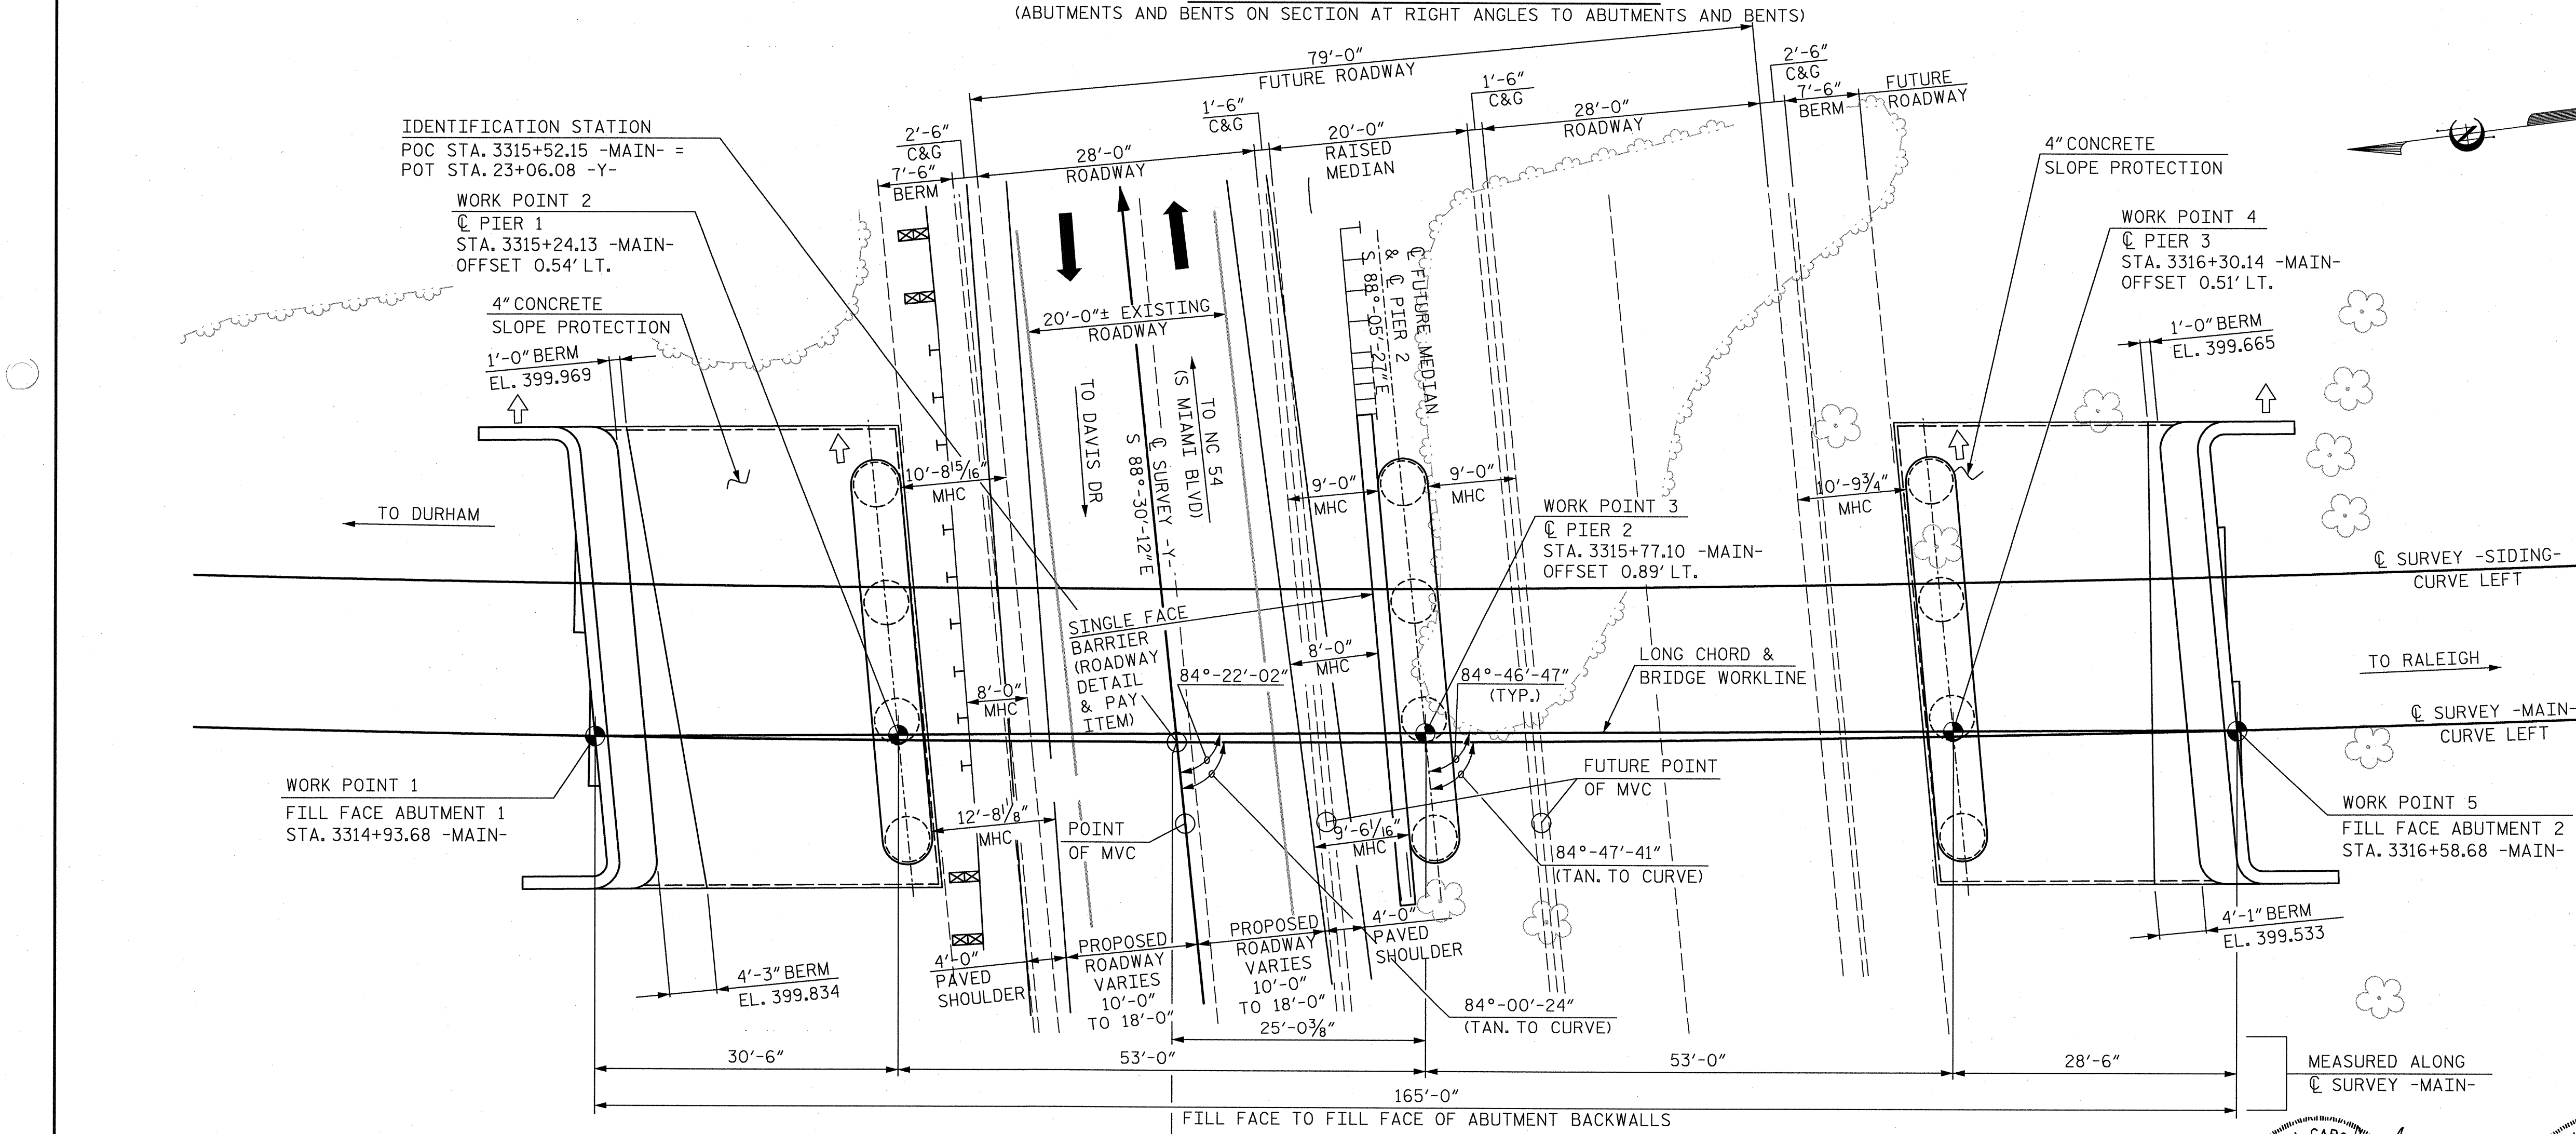 (ABUTMENTS AND BENTS ON SECTION AT RIGHT ANGLES TO ABUTMENTS AND BENTS)
79'-0"
FUTURE ROADWAY
2'-6"
C&G
7'-6"
BERM
FUTURE
ROADWAY
1'-6"
C&G
28'-0"
ROADWAY
1'-6"
C&G
20'-0"
RAISED
MEDIAN
2'-6"
C&G
28'-0"
ROADWAY
7'-6"
BERM
IDENTIFICATION STATION
POC STA. 3315+52.15 -MAIN- =
POT STA. 23+06.08 -Y-
WORK POINT 2
℄ PIER 1
STA. 3315+24.13 -MAIN-
OFFSET 0.54' LT.
4" CONCRETE
SLOPE PROTECTION
1'-0" BERM
EL. 399.969
4" CONCRETE
SLOPE PROTECTION
WORK POINT 4
℄ PIER 3
STA. 3316+30.14 -MAIN-
OFFSET 0.51' LT.
1'-0" BERM
EL. 399.665
20'-0"± EXISTING
ROADWAY
TO DAVIS DR
℄ SURVEY -Y-
S 88°-30'-12"E
TO NC 54
(S MIAMI BLVD)
℄ FUTURE MEDIAN
& ℄ PIER 2
S 88°-05'-27"E
10'-8 15/16"
MHC
9'-0"
MHC
9'-0"
MHC
10'-9 3/4"
MHC
TO DURHAM
WORK POINT 3
℄ PIER 2
STA. 3315+77.10 -MAIN-
OFFSET 0.89' LT.
℄ SURVEY -SIDING-
CURVE LEFT
SINGLE FACE
BARRIER
(ROADWAY
DETAIL
& PAY
ITEM)
84°-22'-02"
8'-0"
MHC
8'-0"
MHC
84°-46'-47"
(TYP.)
LONG CHORD &
BRIDGE WORKLINE
TO RALEIGH
℄ SURVEY -MAIN-
CURVE LEFT
WORK POINT 1
FILL FACE ABUTMENT 1
STA. 3314+93.68 -MAIN-
12'-8 1/8"
MHC
POINT
OF MVC
9'-6 1/16"
MHC
FUTURE POINT
OF MVC
84°-47'-41"
(TAN. TO CURVE)
WORK POINT 5
FILL FACE ABUTMENT 2
STA. 3316+58.68 -MAIN-
4'-3" BERM
EL. 399.834
4'-0"
PAVED
SHOULDER
PROPOSED
ROADWAY
VARIES
10'-0"
TO 18'-0"
PROPOSED
ROADWAY
VARIES
10'-0"
TO 18'-0"
4'-0"
PAVED
SHOULDER
84°-00'-24"
(TAN. TO CURVE)
4'-1" BERM
EL. 399.533
25'-0 3/8"
30'-6"
53'-0"
53'-0"
28'-6"
MEASURED ALONG
℄ SURVEY -MAIN-
165'-0"
FILL FACE TO FILL FACE OF ABUTMENT BACKWALLS